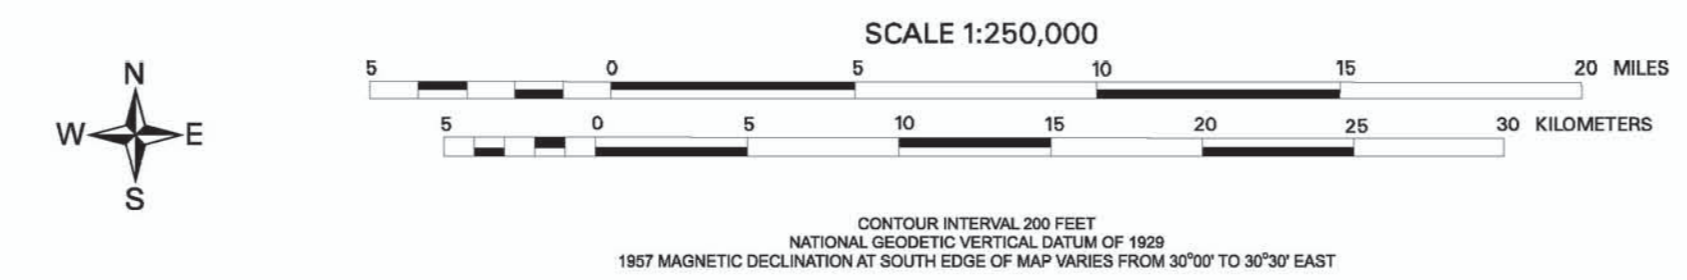 SCALE 1:250,000
N
W E
S
5 0 5 10 15 20 MILES
5 0 5 10 15 20 25 30 KILOMETERS
CONTOUR INTERVAL 200 FEET
NATIONAL GEODETIC VERTICAL DATUM OF 1929
1957 MAGNETIC DECLINATION AT SOUTH EDGE OF MAP VARIES FROM 30°00' TO 30°30' EAST